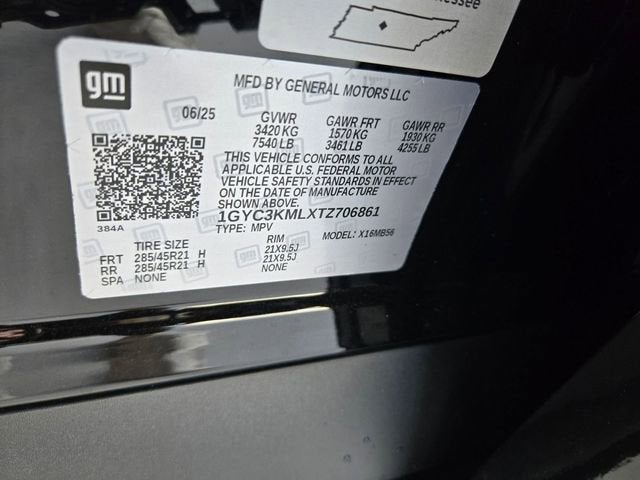 essee
gm
MFD BY GENERAL MOTORS LLC
06/25
GVWR GAWR FRT GAWR RR
3420 KG 1570 KG 1930 KG
7540 LB 3461 LB 4255 LB
THIS VEHICLE CONFORMS TO ALL
APPLICABLE U.S. FEDERAL MOTOR
VEHICLE SAFETY STANDARDS IN EFFECT
ON THE DATE OF MANUFACTURE
SHOWN ABOVE.
1GYC3KMLXTZ706861
384A
TYPE: MPV MODEL: X16MB56
TIRE SIZE RIM
FRT 285/45R21 H 21X9.5J
RR 285/45R21 H 21X9.5J
SPA NONE NONE